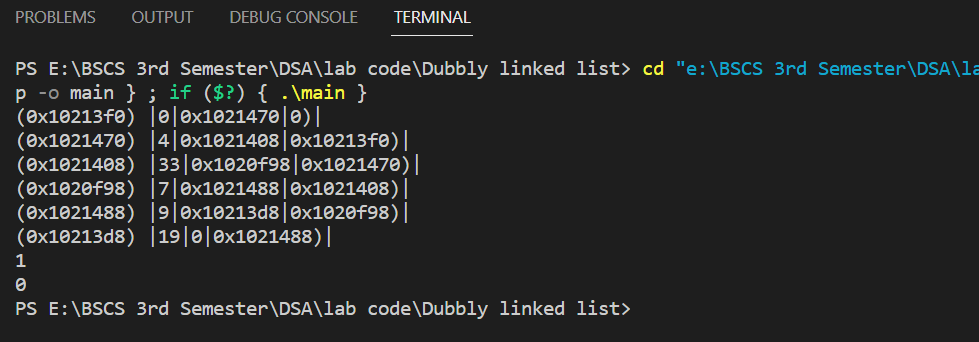 PROBLEMS OUTPUT DEBUG CONSOLE TERMINAL
PS E:\BSCS 3rd Semester\DSA\lab code\Dubbly linked list> cd "e:\BSCS 3rd Semester\DSA\la
p -o main } ; if ($?) { .\main }
(0x10213f0) |0|0x1021470|0)|
(0x1021470) |4|0x1021408|0x10213f0)|
(0x1021408) |33|0x1020f98|0x1021470)|
(0x1020f98) |7|0x1021488|0x1021408)|
(0x1021488) |9|0x10213d8|0x1020f98)|
(0x10213d8) |19|0|0x1021488)|
1
0
PS E:\BSCS 3rd Semester\DSA\lab code\Dubbly linked list>